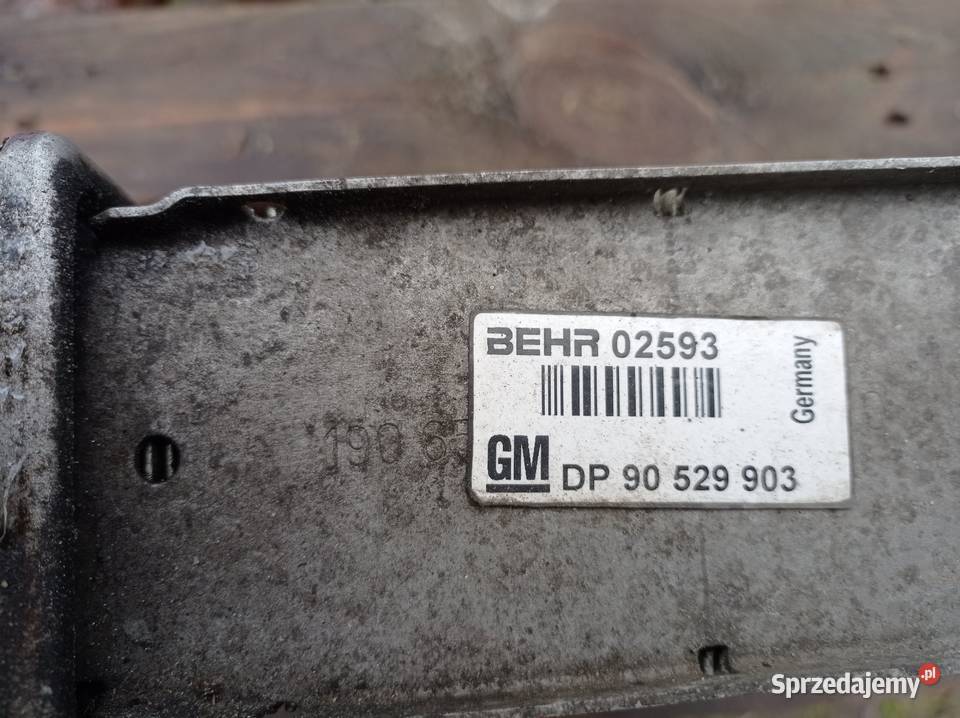 BEHR 02593
Germany
GM DP 90 529 903
Sprzedajemy.pl